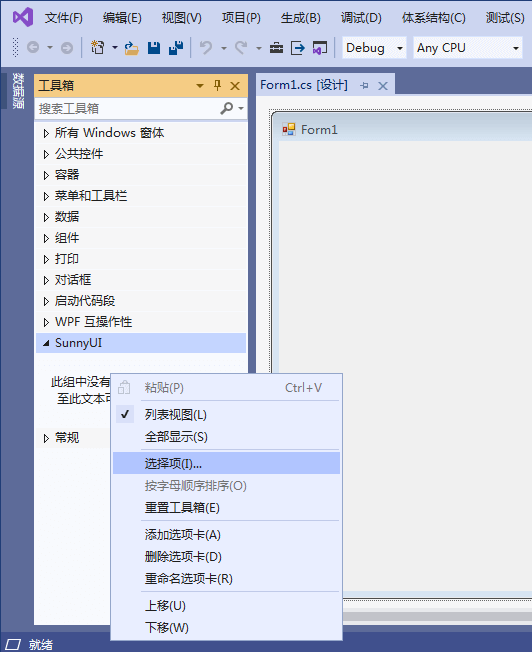 文件(F) 编辑(E) 视图(V) 项目(P) 生成(B) 调试(D) 体系结构(C) 测试(S)
Debug Any CPU
数据源
工具箱
搜索工具箱
所有 Windows 窗体
公共控件
容器
菜单和工具栏
数据
组件
打印
对话框
启动代码段
WPF 互操作性
SunnyUI
此组中没有
至此文本可
常规
Form1.cs [设计]
Form1
粘贴(P) Ctrl+V
列表视图(L)
全部显示(S)
选择项(I)...
按字母顺序排序(O)
重置工具箱(E)
添加选项卡(A)
删除选项卡(D)
重命名选项卡(R)
上移(U)
下移(W)
就绪